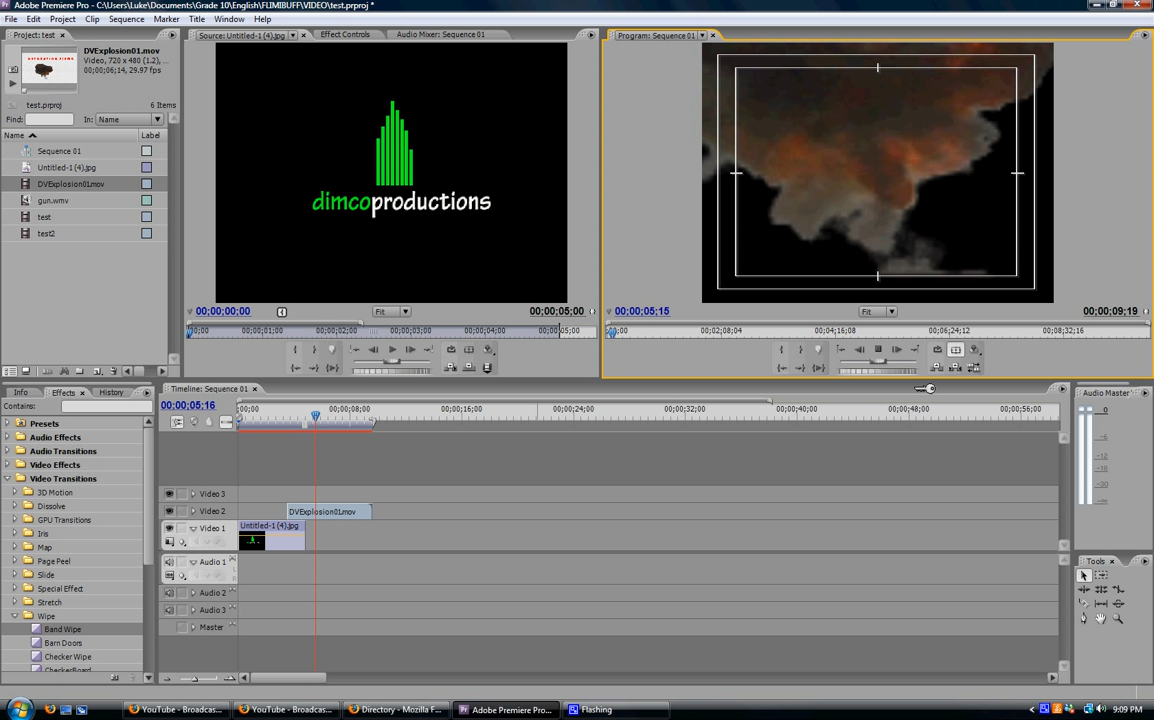 Adobe Premiere Pro - C:\Users\Luke\Documents\Grade 10\English\FLIMIBUFF\VIDEO\test.prproj *
File Edit Project Clip Sequence Marker Title Window Help
Project: test
DVExplosion01.mov
Video, 720 x 480 (1.2), ...
00;00;06;14, 29.97 fps
test.prproj 6 Items
Find: In: Name
Name Label
Sequence 01
Untitled-1 (4).jpg
DVExplosion01.mov
gun.wmv
test
test2
Source: Untitled-1 (4).jpg Effect Controls Audio Mixer: Sequence 01
dimcoproductions
00;00;00;00 Fit 00;00;05;00
00;00 00;00;01;00 00;00;02;00 00;00;03;00 00;00;04;00 00;00;05;00
Program: Sequence 01
00;00;05;15 Fit 00;00;09;19
00;00 00;02;08;04 00;04;16;08 00;06;24;12 00;08;32;16
Info Effects History
Contains:
Presets
Audio Effects
Audio Transitions
Video Effects
Video Transitions
3D Motion
Dissolve
GPU Transitions
Iris
Map
Page Peel
Slide
Special Effect
Stretch
Wipe
Band Wipe
Barn Doors
Checker Wipe
CheckerBoard
Timeline: Sequence 01
00;00;05;16
00;00 00;00;08;00 00;00;16;00 00;00;24;00 00;00;32;00 00;00;40;00 00;00;48;00 00;00;56;00
Video 3
Video 2 DVExplosion01.mov
Video 1 Untitled-1 (4).jpg
Audio 1
Audio 2
Audio 3
Master
Audio Master
0
-6
-12
-18
-30
Tools
YouTube - Broadcas... YouTube - Broadcas... Directory - Mozilla F... Adobe Premiere Pro... Flashing 9:09 PM